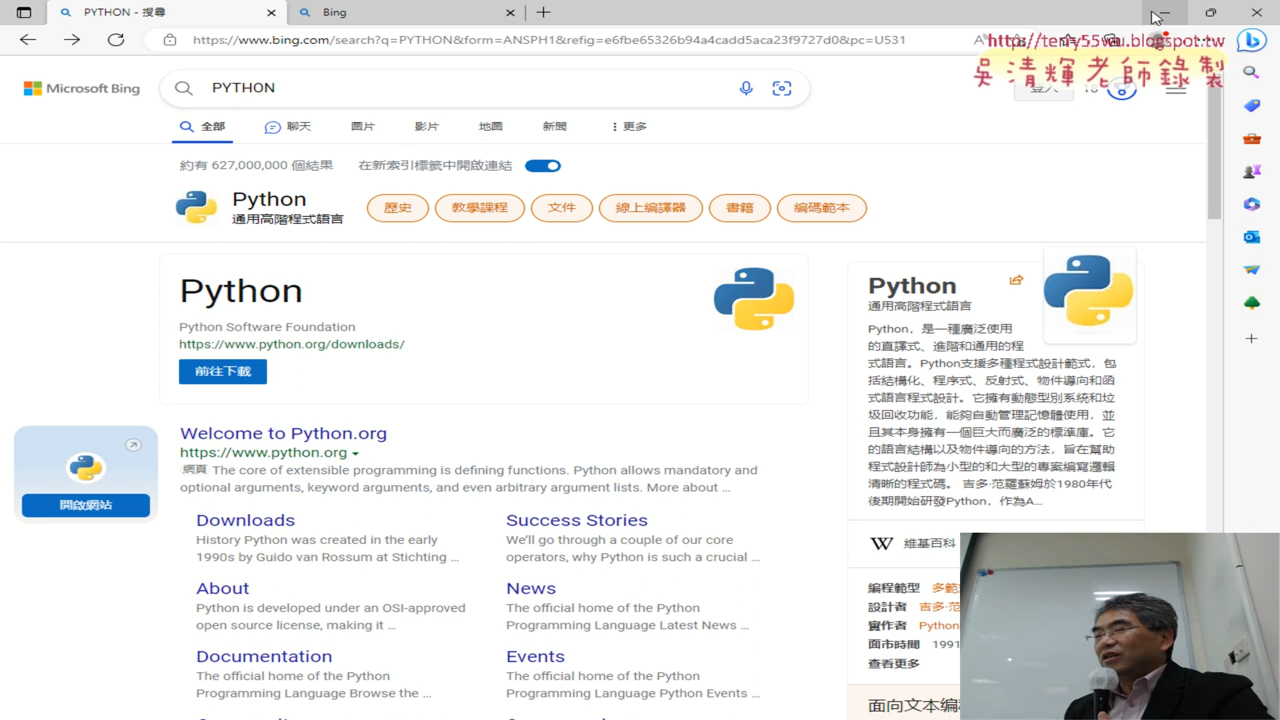 PYTHON - 搜尋
Bing
https://www.bing.com/search?q=PYTHON&form=ANSPH1&refig=e6fbe65326b94a4cadd5aca23f9727d0&pc=U531
http://terry55wu.blogspot.tw
吳清輝老師錄製
Microsoft Bing
PYTHON
登入
全部
聊天
圖片
影片
地圖
新聞
更多
約有 627,000,000 個結果
在新索引標籤中開啟連結
Python
通用高階程式語言
歷史
教學課程
文件
線上編譯器
書籍
編碼範本
Python
Python Software Foundation
https://www.python.org/downloads/
前往下載
開啟網站
Welcome to Python.org
https://www.python.org
網頁 The core of extensible programming is defining functions. Python allows mandatory and
optional arguments, keyword arguments, and even arbitrary argument lists. More about ...
Downloads
History Python was created in the early
1990s by Guido van Rossum at Stichting ...
Success Stories
We'll go through a couple of our core
operators, why Python is such a crucial ...
About
Python is developed under an OSI-approved
open source license, making it ...
News
The official home of the Python
Programming Language Latest News ...
Documentation
The official home of the Python
Programming Language Browse the ...
Events
The official home of the Python
Programming Language Python Events ...
Python
通用高階程式語言
Python，是一種廣泛使用
的直譯式、進階和通用的程
式語言。Python支援多種程式設計範式，包
括結構化、程序式、反射式、物件導向和函
式語言程式設計。它擁有動態型別系統和垃
圾回收功能，能夠自動管理記憶體使用，並
且其本身擁有一個巨大而廣泛的標準庫。它
的語言結構以及物件導向的方法，旨在幫助
程式設計師為小型的和大型的專案編寫邏輯
清晰的程式碼。 吉多·范羅蘇姆於1980年代
後期開始研發Python，作為A...
維基百科
編程範型 多範
設計者 吉多·范
實作者 Python
面市時間 1991
查看更多
面向文本編